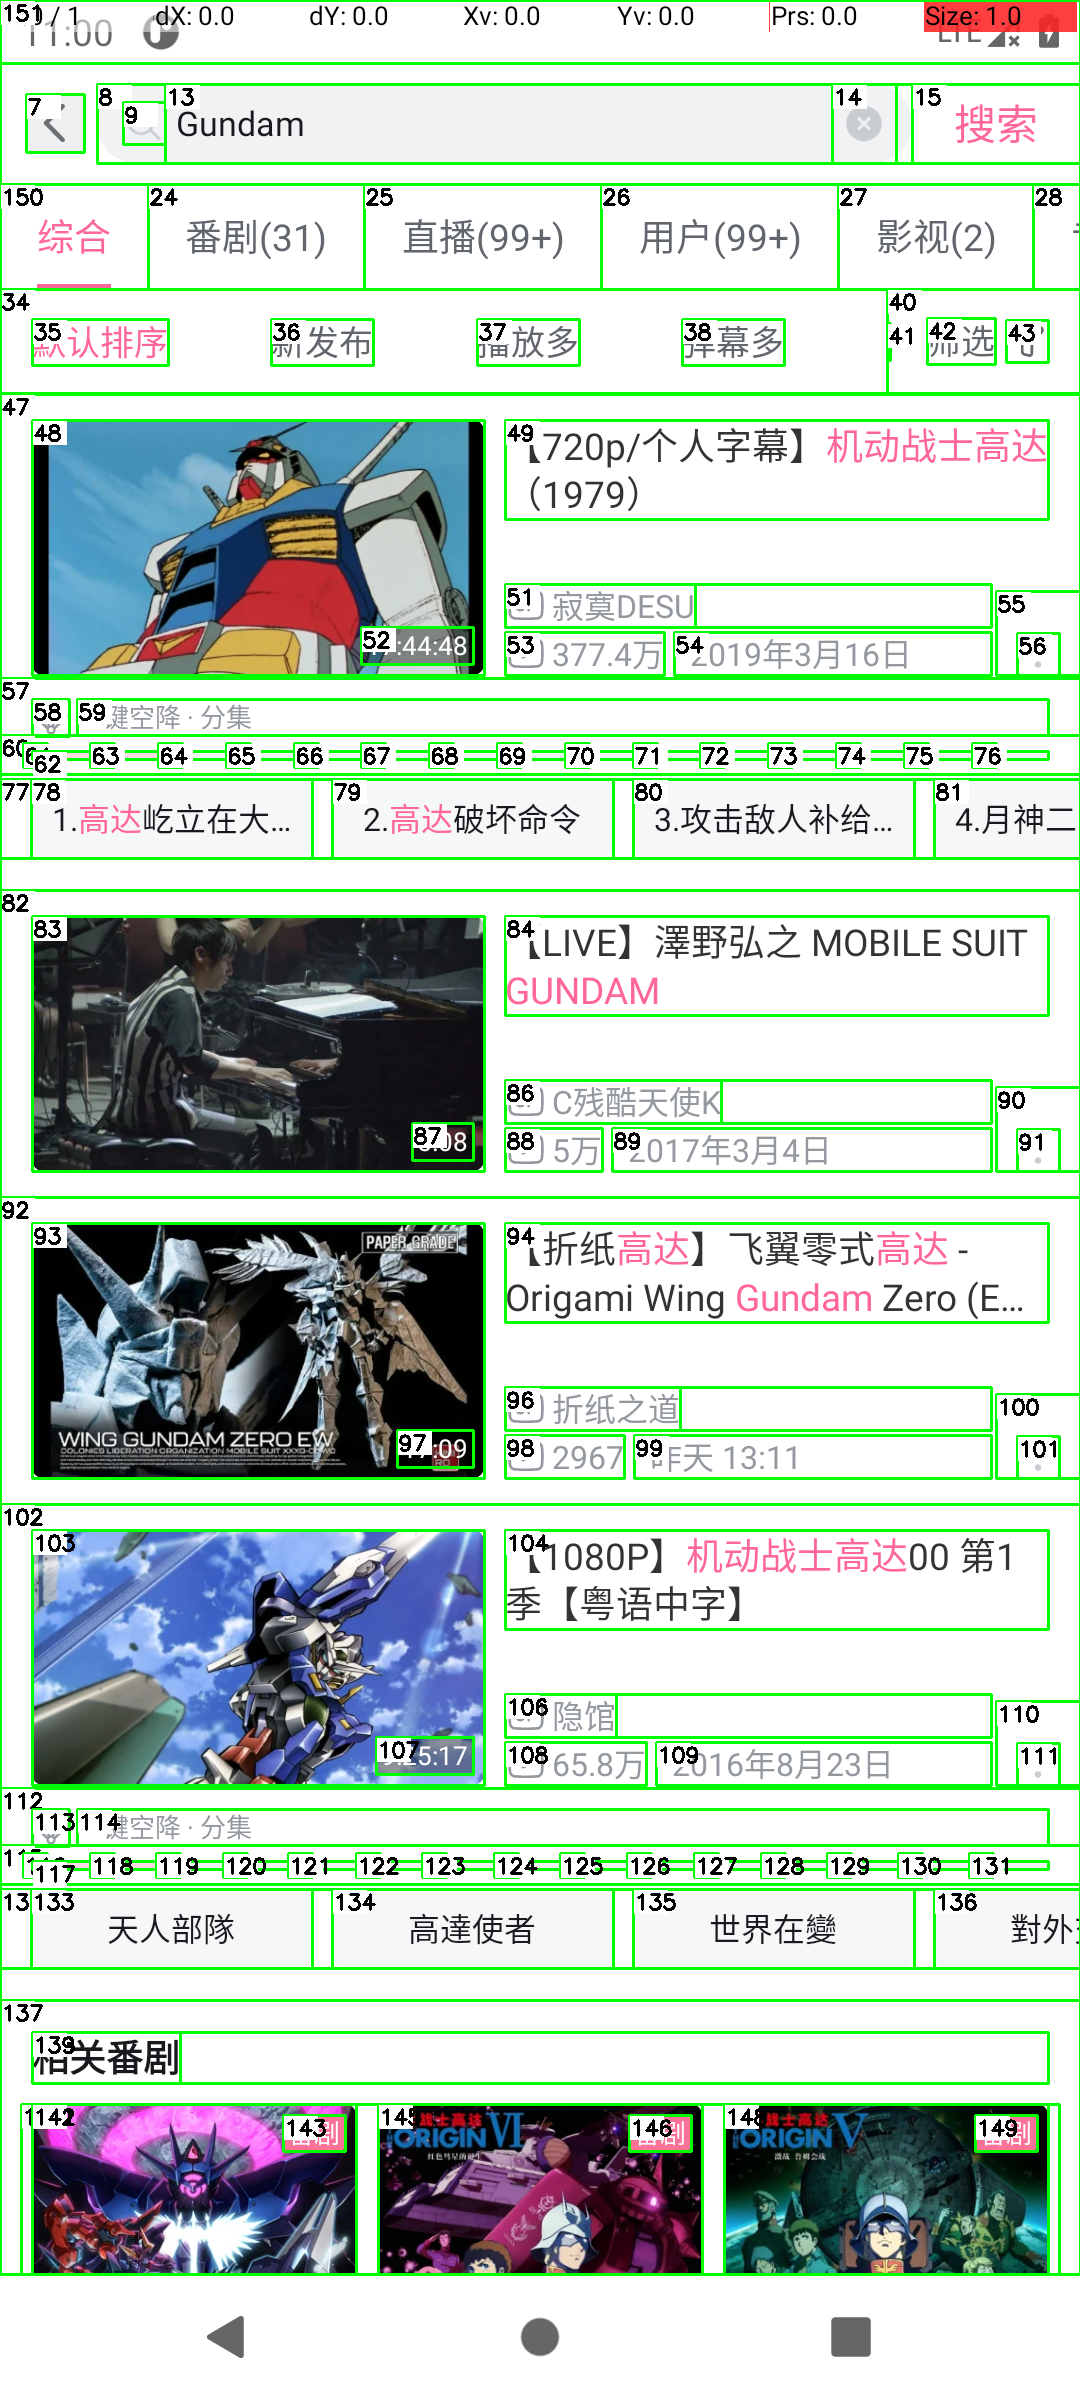 1 / 1 dX: 0.0 dY: 0.0 Xv: 0.0 Yv: 0.0 Prs: 0.0 Size: 1.0
11:00 LTE
Gundam 搜索
综合 番剧(31) 直播(99+) 用户(99+) 影视(2)
默认排序 新发布 播放多 弹幕多 筛选
【720p/个人字幕】机动战士高达
（1979）
寂寞DESU
:44:48
377.4万 2019年3月16日
键空降 · 分集
1.高达屹立在大... 2.高达破坏命令 3.攻击敌人补给... 4.月神二
【LIVE】澤野弘之 MOBILE SUIT
GUNDAM
C残酷天使K
08
5万 2017年3月4日
PAPER GRADE
【折纸高达】飞翼零式高达 -
Origami Wing Gundam Zero (E...
WING GUNDAM ZERO EW
折纸之道
:09
2967 昨天 13:11
【1080P】机动战士高达00 第1
季【粤语中字】
隐馆
25:17
65.8万 2016年8月23日
键空降 · 分集
天人部隊 高達使者 世界在變 對外
相关番剧
番剧 战士高达 ORIGIN VI 红色彗星的诞生 番剧 战士高达 ORIGIN V 激战 鲁姆会战 番剧
7 8 9 13 14 15
150 24 25 26 27 28
34 35 36 37 38 40 41 42 43
47 48 49 51 52 53 54 55 56
57 58 59
62 63 64 65 66 67 68 69 70 71 72 73 74 75 76
77 78 79 80 81
82 83 84 86 87 88 89 90 91
92 93 94 96 97 98 99 100 101
102 103 104 106 107 108 109 110 111
112 113 114
117 118 119 120 121 122 123 124 125 126 127 128 129 130 131
133 134 135 136
137 139
142 143 145 146 148 149
151